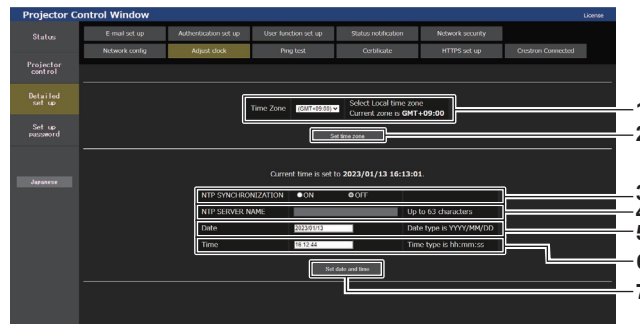 Projector Control Window
License
Status
E-mail set up
Authentication set up
User function set up
Status notification
Network security
Network config
Adjust clock
Ping test
Certificate
HTTPS set up
Crestron Connected
Projector
control
Detailed
set up
Set up
password
Japanese
Time Zone
(GMT+09:00)
Select Local time zone
Current zone is GMT+09:00
1
Set time zone
2
Current time is set to 2023/01/13 16:13:01.
NTP SYNCHRONIZATION
ON
OFF
3
NTP SERVER NAME
Up to 63 characters
4
Date
2023/01/13
Date type is YYYY/MM/DD
5
Time
16:12:44
Time type is hh:mm:ss
6
Set date and time
7